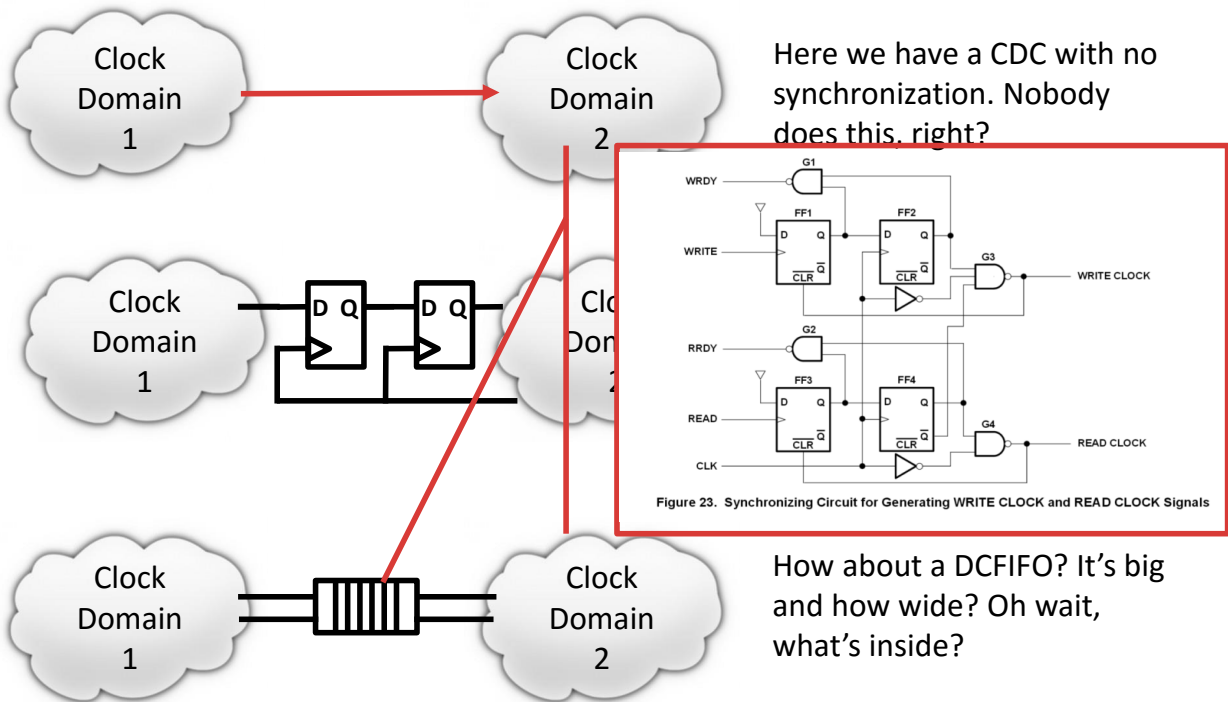 Clock
Domain
1
Clock
Domain
2
Here we have a CDC with no
synchronization. Nobody
does this, right?
Clock
Domain
1
D Q
D Q
G1
WRDY
FF1
FF2
D Q
D Q
WRITE
G3
Q
CLR
Q
CLR
WRITE CLOCK
G2
RRDY
FF3
FF4
D Q
D Q
READ
G4
Q
CLR
Q
CLR
READ CLOCK
CLK
Figure 23. Synchronizing Circuit for Generating WRITE CLOCK and READ CLOCK Signals
Clock
Domain
1
Clock
Domain
2
How about a DCFIFO? It’s big
and how wide? Oh wait,
what’s inside?